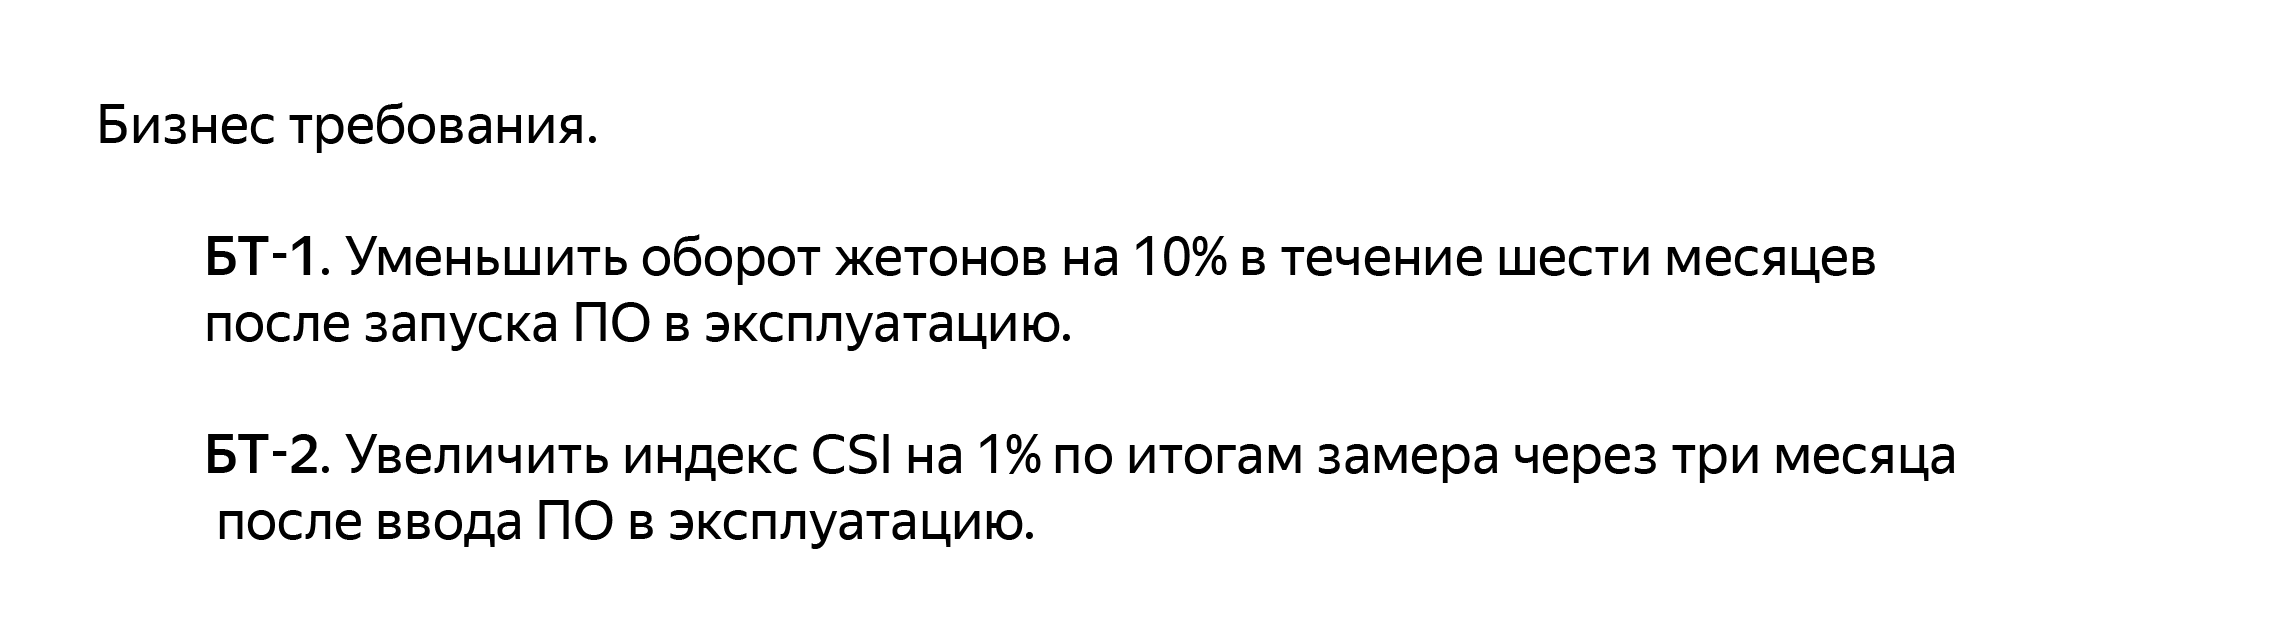 Бизнес требования.
БТ-1. Уменьшить оборот жетонов на 10% в течение шести месяцев
после запуска ПО в эксплуатацию.
БТ-2. Увеличить индекс CSI на 1% по итогам замера через три месяца
после ввода ПО в эксплуатацию.